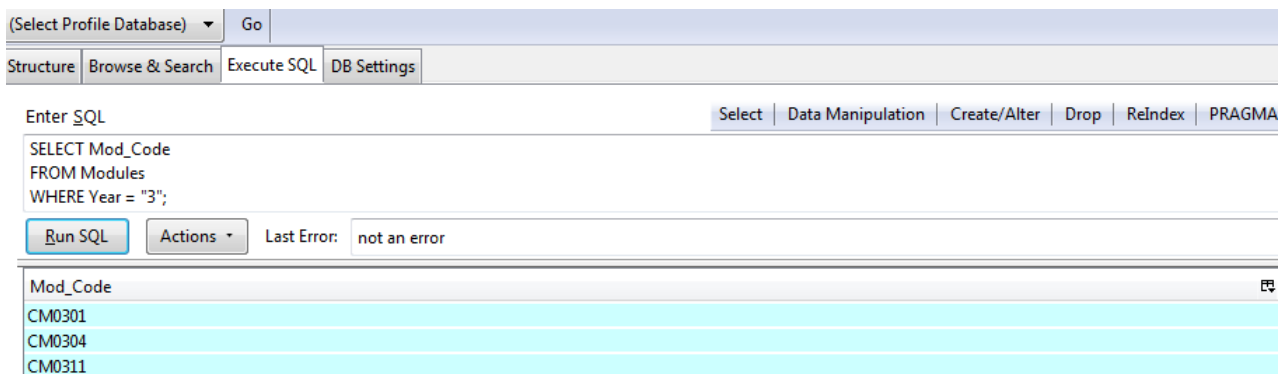 (Select Profile Database) Go
Structure Browse & Search Execute SQL DB Settings
Enter SQL Select Data Manipulation Create/Alter Drop ReIndex PRAGMA
SELECT Mod_Code
FROM Modules
WHERE Year = "3";
Run SQL Actions Last Error: not an error
Mod_Code
CM0301
CM0304
CM0311